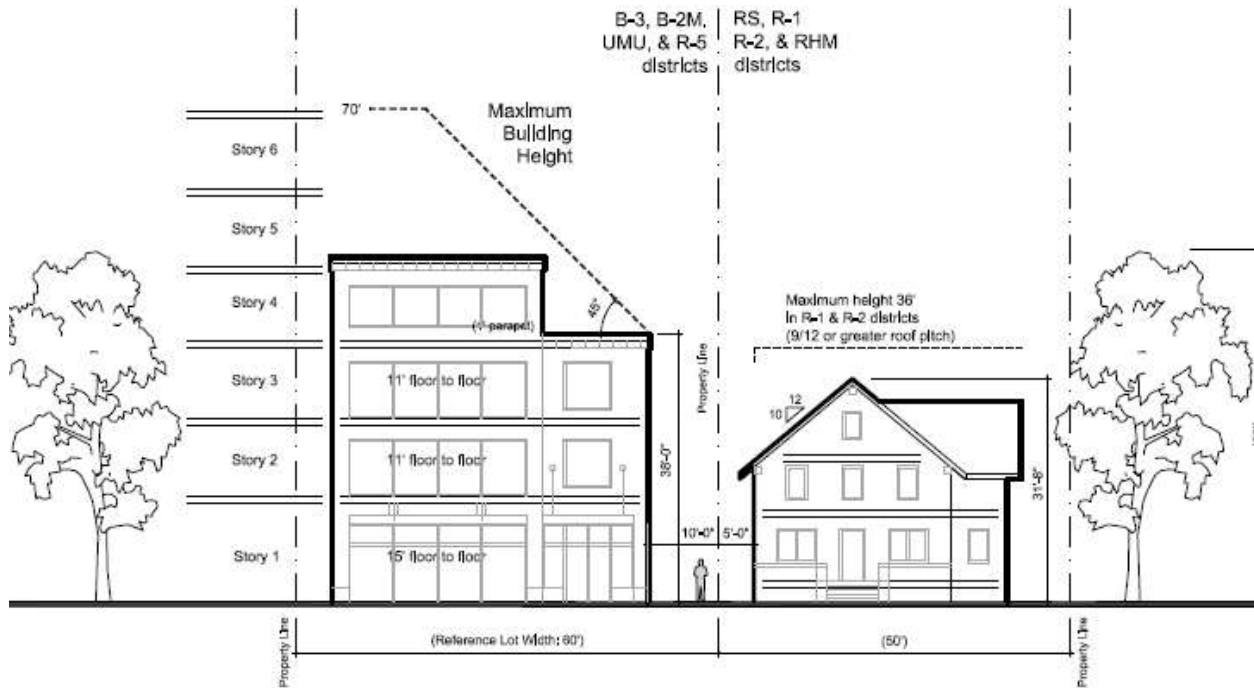 B-3, B-2M,
UMU, & R-5
districts
RS, R-1
R-2, & RHM
districts
70'
Maximum
Building
Height
Story 6
Story 5
Story 4
45°
Maximum height 36'
in R-1 & R-2 districts
(9/12 or greater roof pitch)
Story 3
11' floor to floor
Property Line
12
10
Story 2
11' floor to floor
38'-0"
31'-8"
Story 1
15' floor to floor
10'-0"
5'-0"
Property Line
(Reference Lot Width: 60')
(50')
Property Line